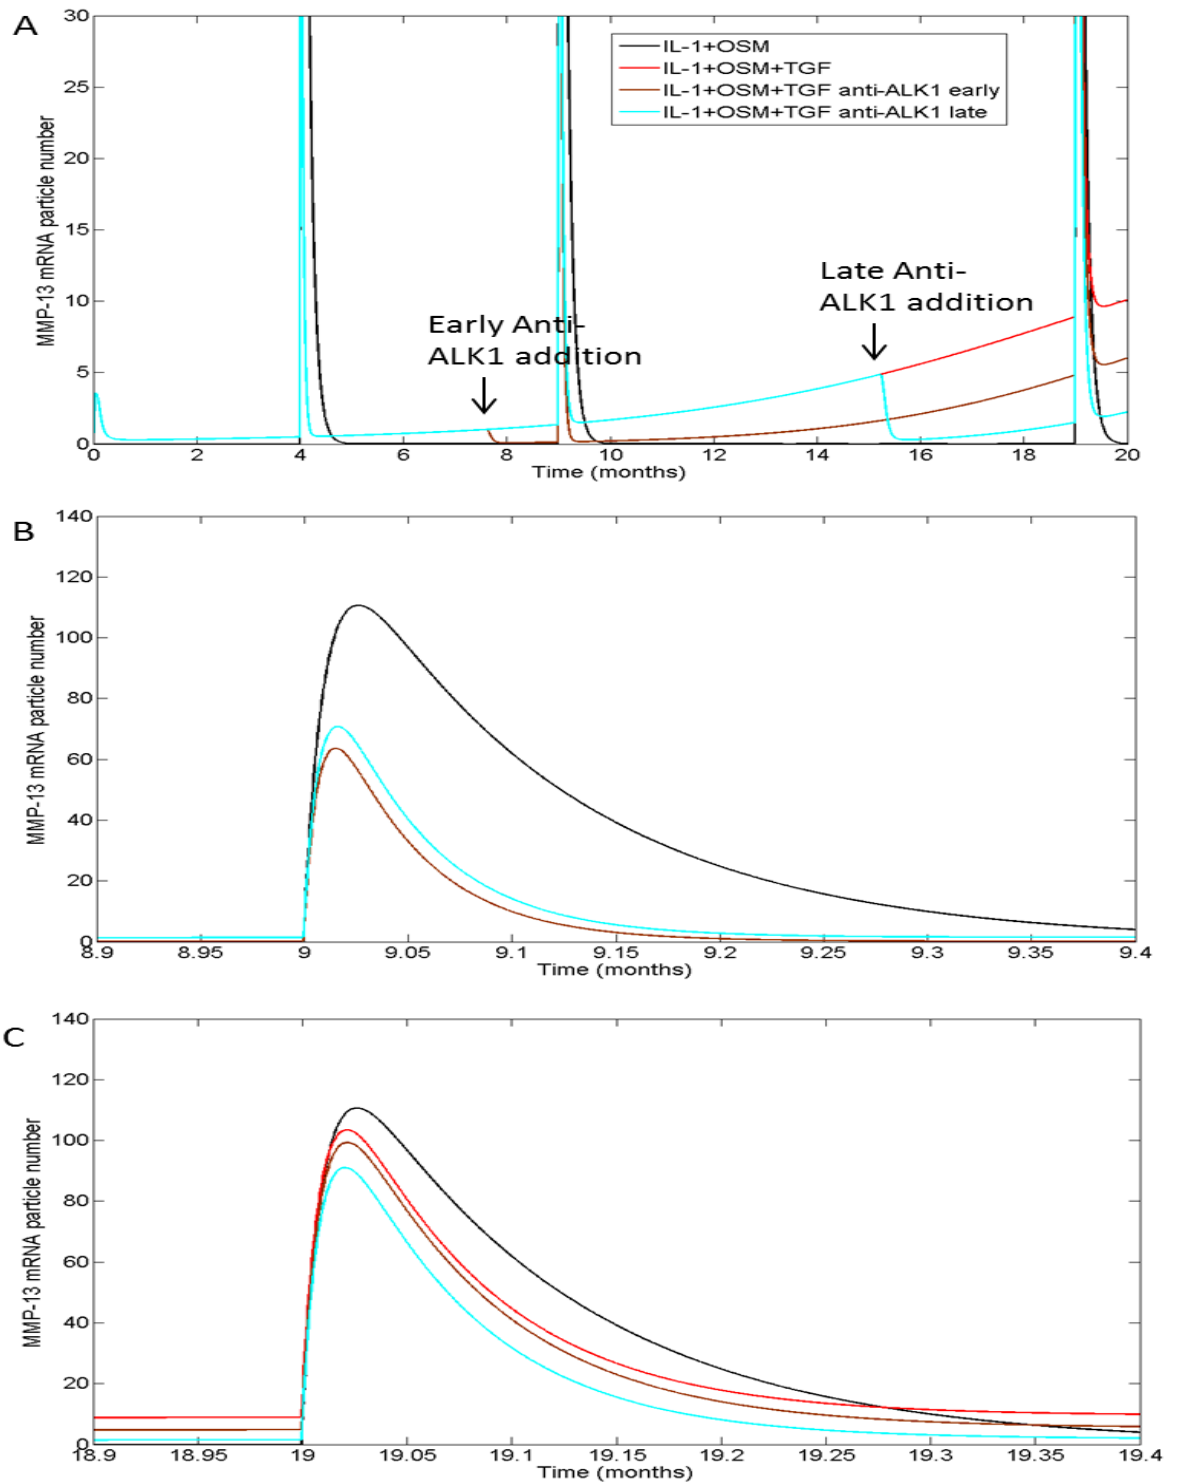 A
30
25
20
15
10
5
0
MMP-13 mRNA particle number
IL-1+OSM
IL-1+OSM+TGF
IL-1+OSM+TGF anti-ALK1 early
IL-1+OSM+TGF anti-ALK1 late
Early Anti-
ALK1 addition
Late Anti-
ALK1 addition
0 2 4 6 8 10 12 14 16 18 20
Time (months)
B
140
120
100
80
60
40
20
0
MMP-13 mRNA particle number
8.9 8.95 9 9.05 9.1 9.15 9.2 9.25 9.3 9.35 9.4
Time (months)
C
140
120
100
80
60
40
20
0
MMP-13 mRNA particle number
18.9 18.95 19 19.05 19.1 19.15 19.2 19.25 19.3 19.35 19.4
Time (months)